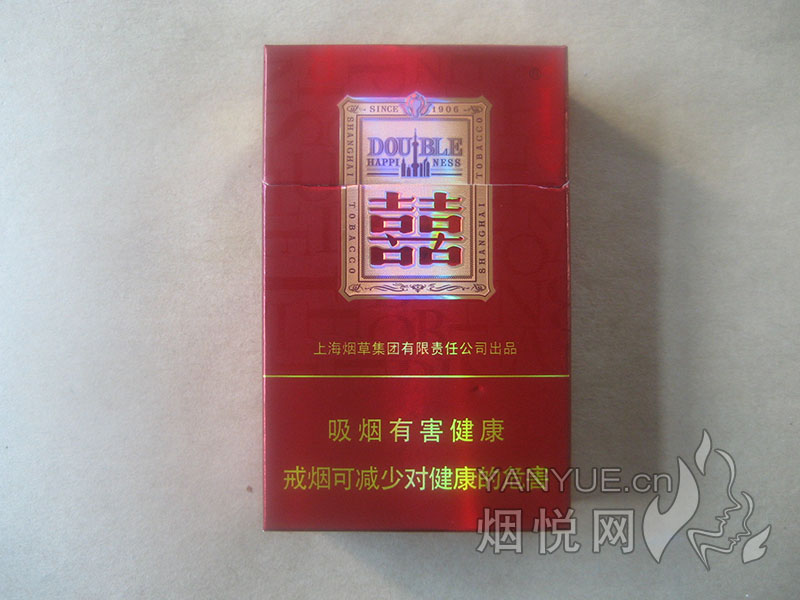 SINCE 1906
SHANGHAI TOBACCO
SHANGHAI TOBACCO
DOUBLE
HAPPINESS
囍
上海烟草集团有限责任公司出品
吸烟有害健康
戒烟可减少对健康的危害
YANYUE.cn
烟悦网